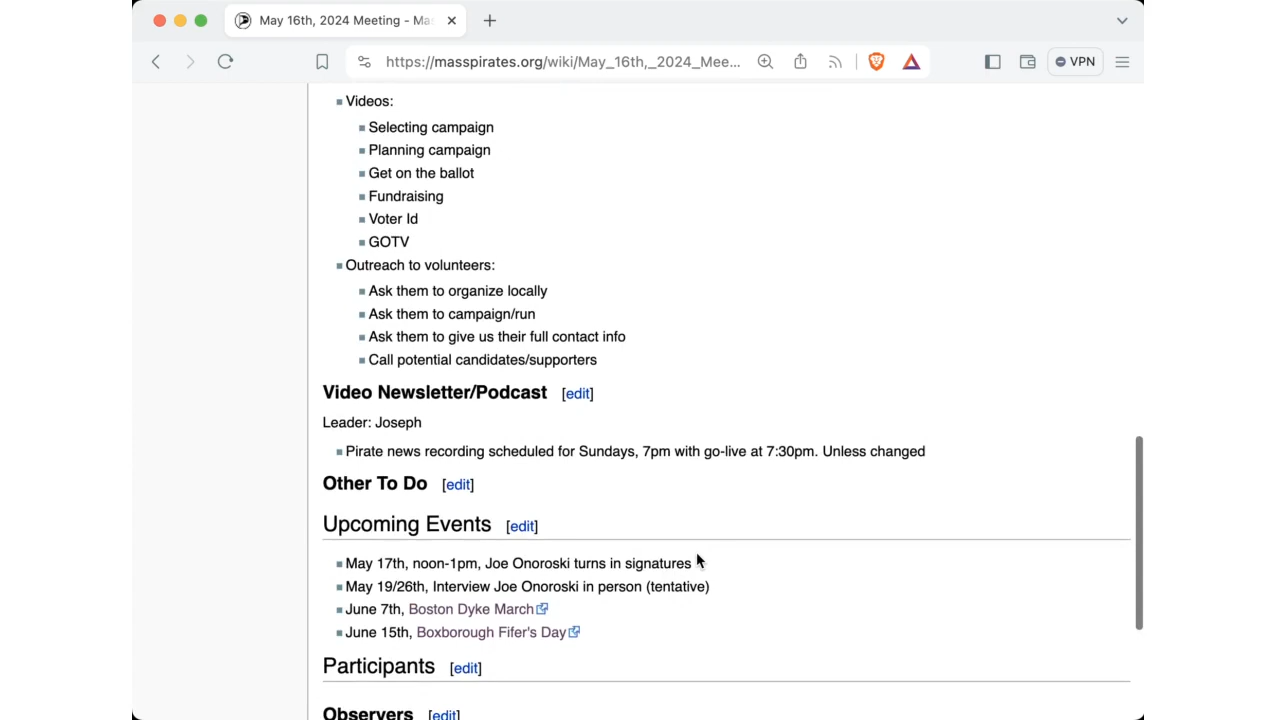 May 16th, 2024 Meeting - Mas
https://masspirates.org/wiki/May_16th,_2024_Mee...
VPN
Videos:
Selecting campaign
Planning campaign
Get on the ballot
Fundraising
Voter Id
GOTV
Outreach to volunteers:
Ask them to organize locally
Ask them to campaign/run
Ask them to give us their full contact info
Call potential candidates/supporters
Video Newsletter/Podcast [edit]
Leader: Joseph
Pirate news recording scheduled for Sundays, 7pm with go-live at 7:30pm. Unless changed
Other To Do [edit]
Upcoming Events [edit]
May 17th, noon-1pm, Joe Onoroski turns in signatures
May 19/26th, Interview Joe Onoroski in person (tentative)
June 7th, Boston Dyke March
June 15th, Boxborough Fifer's Day
Participants [edit]
Observers [edit]